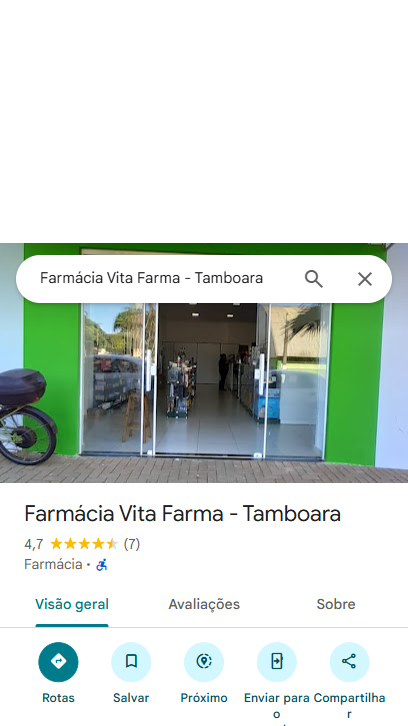 Farmácia Vita Farma - Tamboara
Farmácia Vita Farma - Tamboara
4,7 (7)
Farmácia ·
Visão geral Avaliações Sobre
Rotas Salvar Próximo Enviar para o Compartilhar